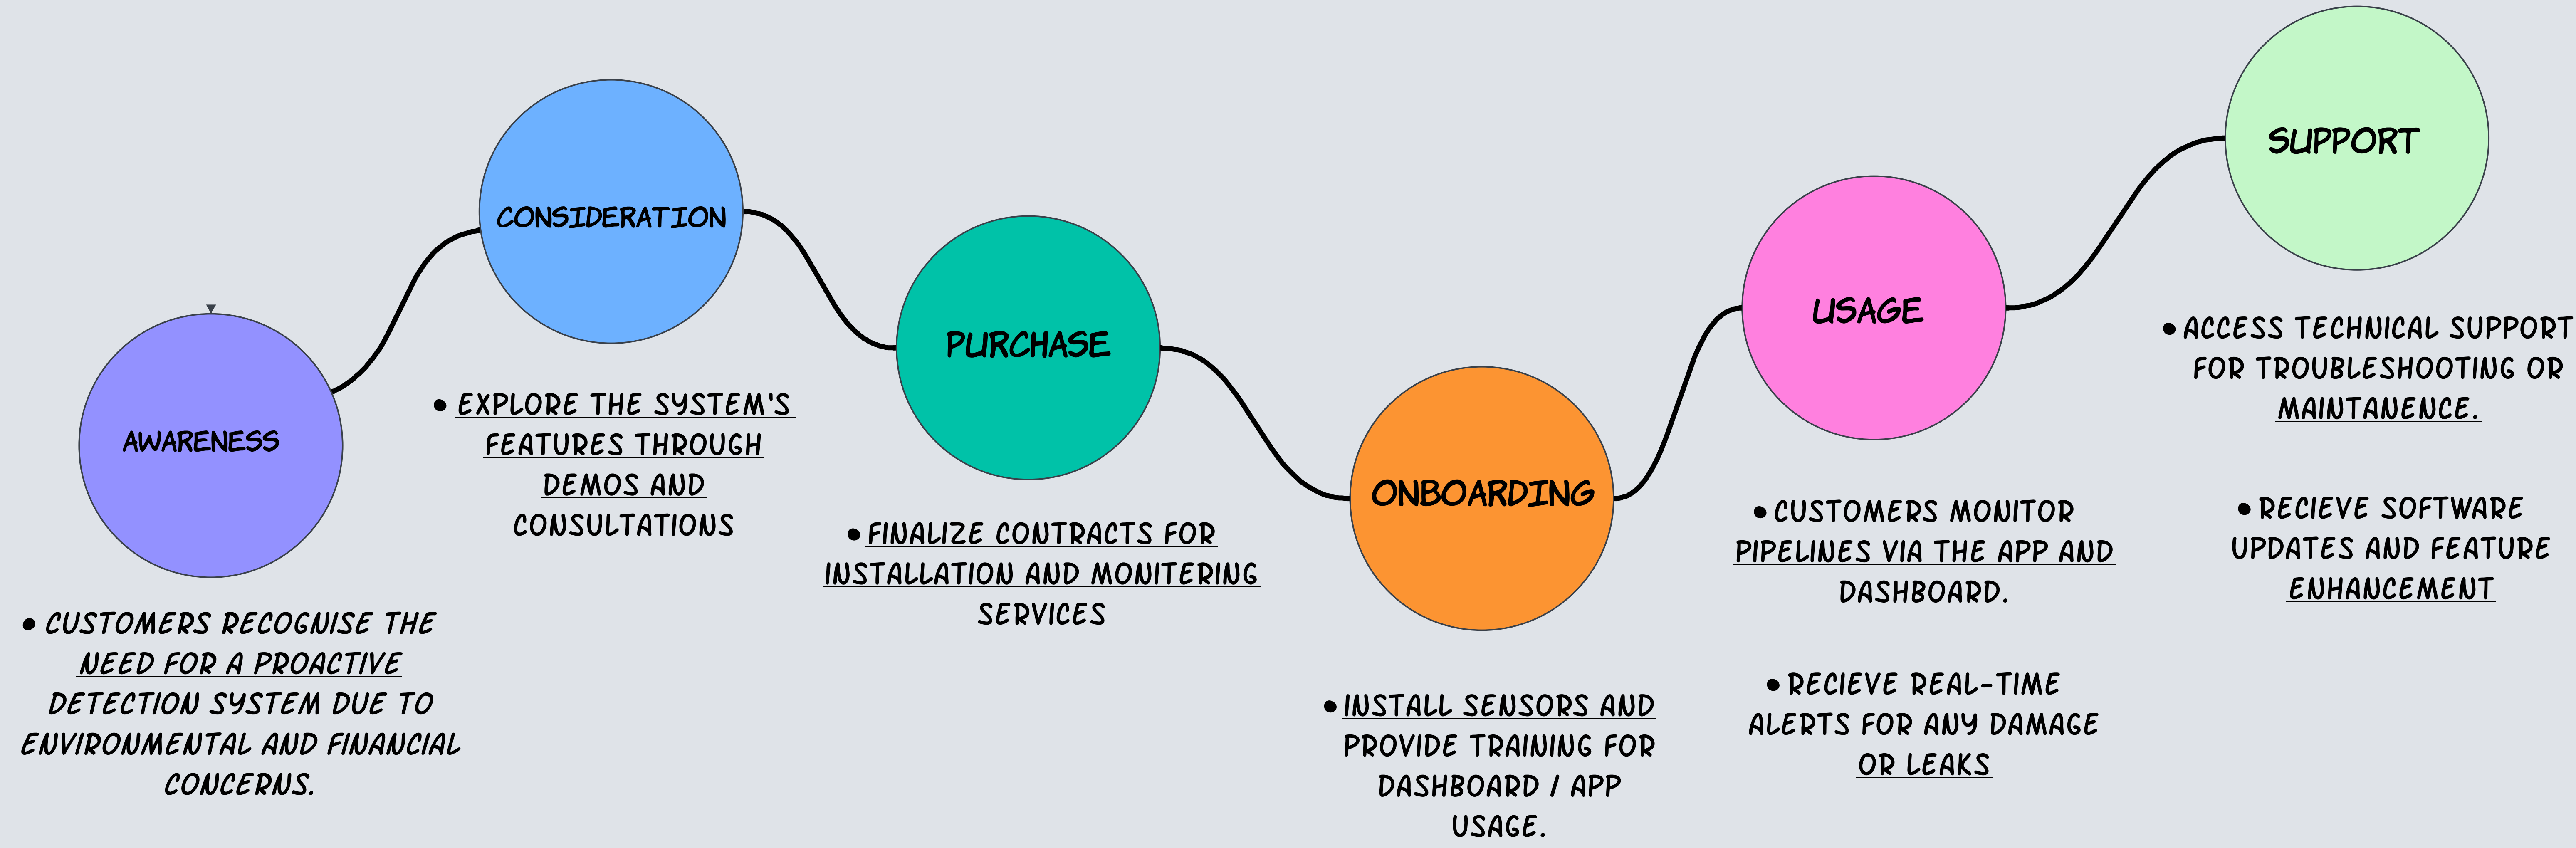 AWARENESS
• CUSTOMERS RECOGNISE THE
NEED FOR A PROACTIVE
DETECTION SYSTEM DUE TO
ENVIRONMENTAL AND FINANCIAL
CONCERNS.
CONSIDERATION
• EXPLORE THE SYSTEM'S
FEATURES THROUGH
DEMOS AND
CONSULTATIONS
PURCHASE
• FINALIZE CONTRACTS FOR
INSTALLATION AND MONITERING
SERVICES
ONBOARDING
• INSTALL SENSORS AND
PROVIDE TRAINING FOR
DASHBOARD / APP
USAGE.
USAGE
• CUSTOMERS MONITOR
PIPELINES VIA THE APP AND
DASHBOARD.
• RECIEVE REAL-TIME
ALERTS FOR ANY DAMAGE
OR LEAKS
SUPPORT
• ACCESS TECHNICAL SUPPORT
FOR TROUBLESHOOTING OR
MAINTANENCE.
• RECIEVE SOFTWARE
UPDATES AND FEATURE
ENHANCEMENT